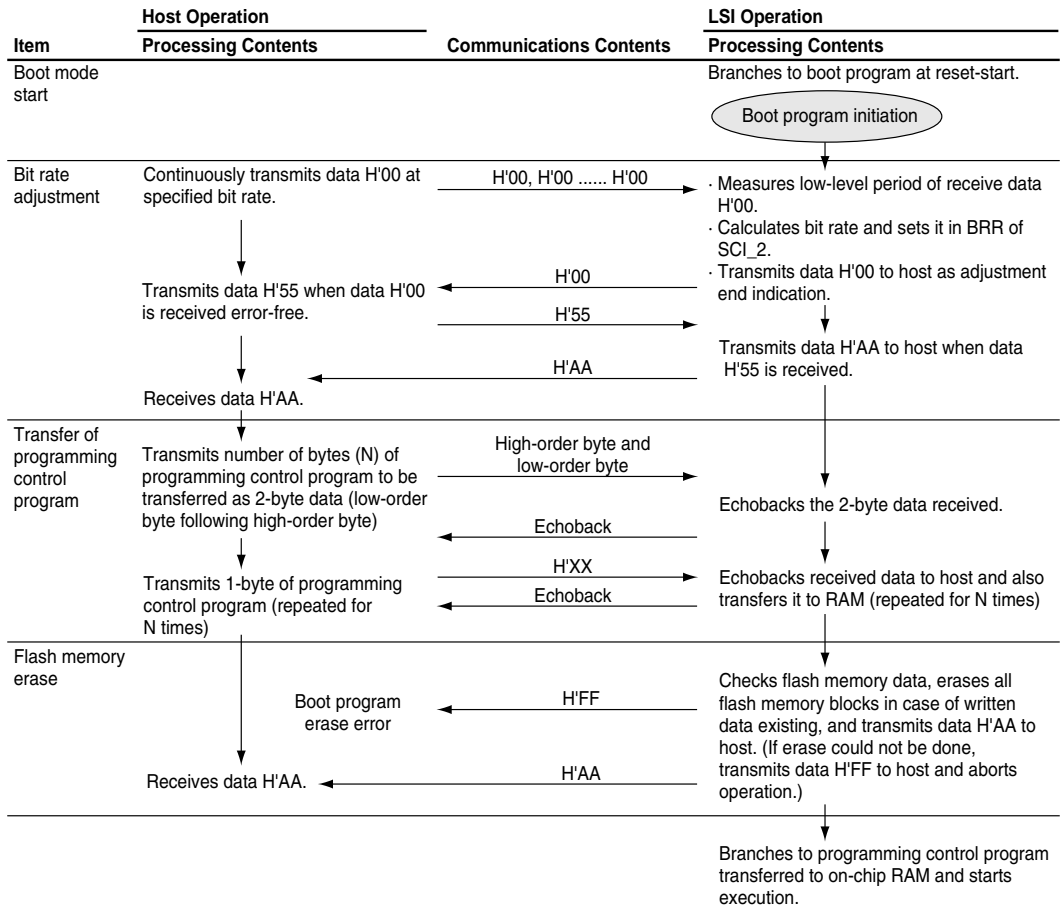 Host Operation
LSI Operation
Item
Processing Contents
Communications Contents
Processing Contents
Boot mode
start
Branches to boot program at reset-start.
Boot program initiation
Bit rate
adjustment
Continuously transmits data H'00 at
specified bit rate.
H'00, H'00 ...... H'00
· Measures low-level period of receive data
H'00.
· Calculates bit rate and sets it in BRR of
SCI_2.
· Transmits data H'00 to host as adjustment
end indication.
H'00
Transmits data H'55 when data H'00
is received error-free.
H'55
Transmits data H'AA to host when data
H'55 is received.
H'AA
Receives data H'AA.
Transfer of
programming
control
program
Transmits number of bytes (N) of
programming control program to be
transferred as 2-byte data (low-order
byte following high-order byte)
High-order byte and
low-order byte
Echobacks the 2-byte data received.
Echoback
Transmits 1-byte of programming
control program (repeated for
N times)
H'XX
Echoback
Echobacks received data to host and also
transfers it to RAM (repeated for N times)
Flash memory
erase
Boot program
erase error
H'FF
Checks flash memory data, erases all
flash memory blocks in case of written
data existing, and transmits data H'AA to
host. (If erase could not be done,
transmits data H'FF to host and aborts
operation.)
Receives data H'AA.
H'AA
Branches to programming control program
transferred to on-chip RAM and starts
execution.